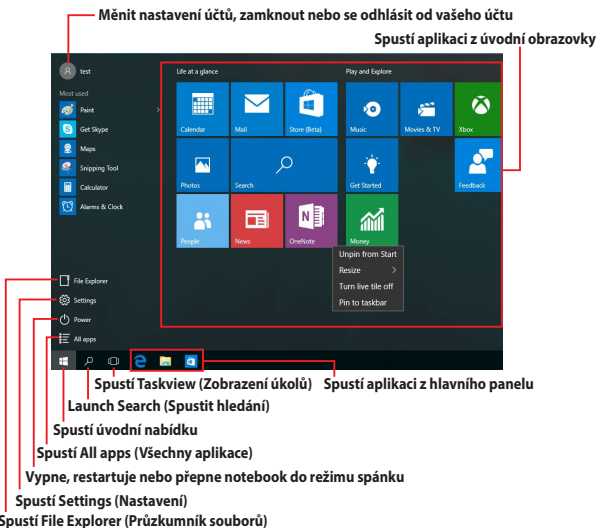 Měnit nastavení účtů, zamknout nebo se odhlásit od vašeho účtu
Spustí aplikaci z úvodní obrazovky
test
Most used
Paint
Get Skype
Maps
Snipping Tool
Calculator
Alarms & Clock
File Explorer
Settings
Power
All apps
Life at a glance
Calendar
Mail
Store (Beta)
Photos
Search
People
News
OneNote
Play and Explore
Music
Movies & TV
Xbox
Get Started
Feedback
Money
Unpin from Start
Resize
Turn live tile off
Pin to taskbar
Spustí Taskview (Zobrazení úkolů)
Spustí aplikaci z hlavního panelu
Launch Search (Spustit hledání)
Spustí úvodní nabídku
Spustí All apps (Všechny aplikace)
Vypne, restartuje nebo přepne notebook do režimu spánku
Spustí Settings (Nastavení)
Spustí File Explorer (Průzkumník souborů)